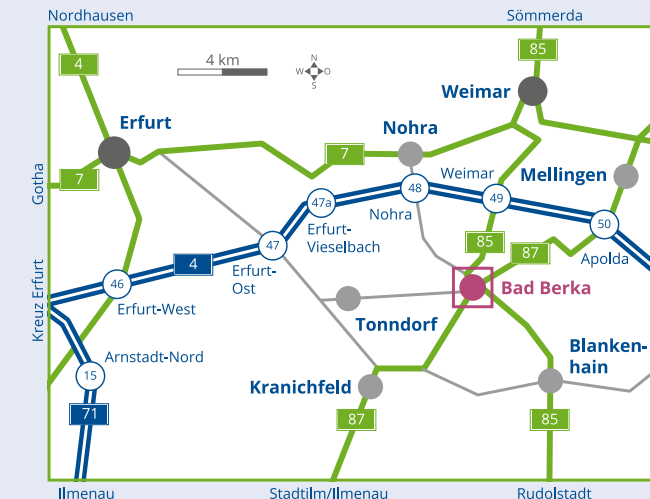 Nordhausen
Sömmerda
4
85
4 km
N
W
O
S
Weimar
Erfurt
Nohra
7
Weimar
Mellingen
Gotha
7
48
49
47a
Nohra
50
Erfurt-
Vieselbach
85
87
47
4
Erfurt-
Ost
Apolda
Kreuz Erfurt
46
Bad Berka
Erfurt-West
Tonndorf
Blanken-
hain
Arnstadt-Nord
15
Kranichfeld
71
87
85
Ilmenau
Stadtilm/Ilmenau
Rudolstadt